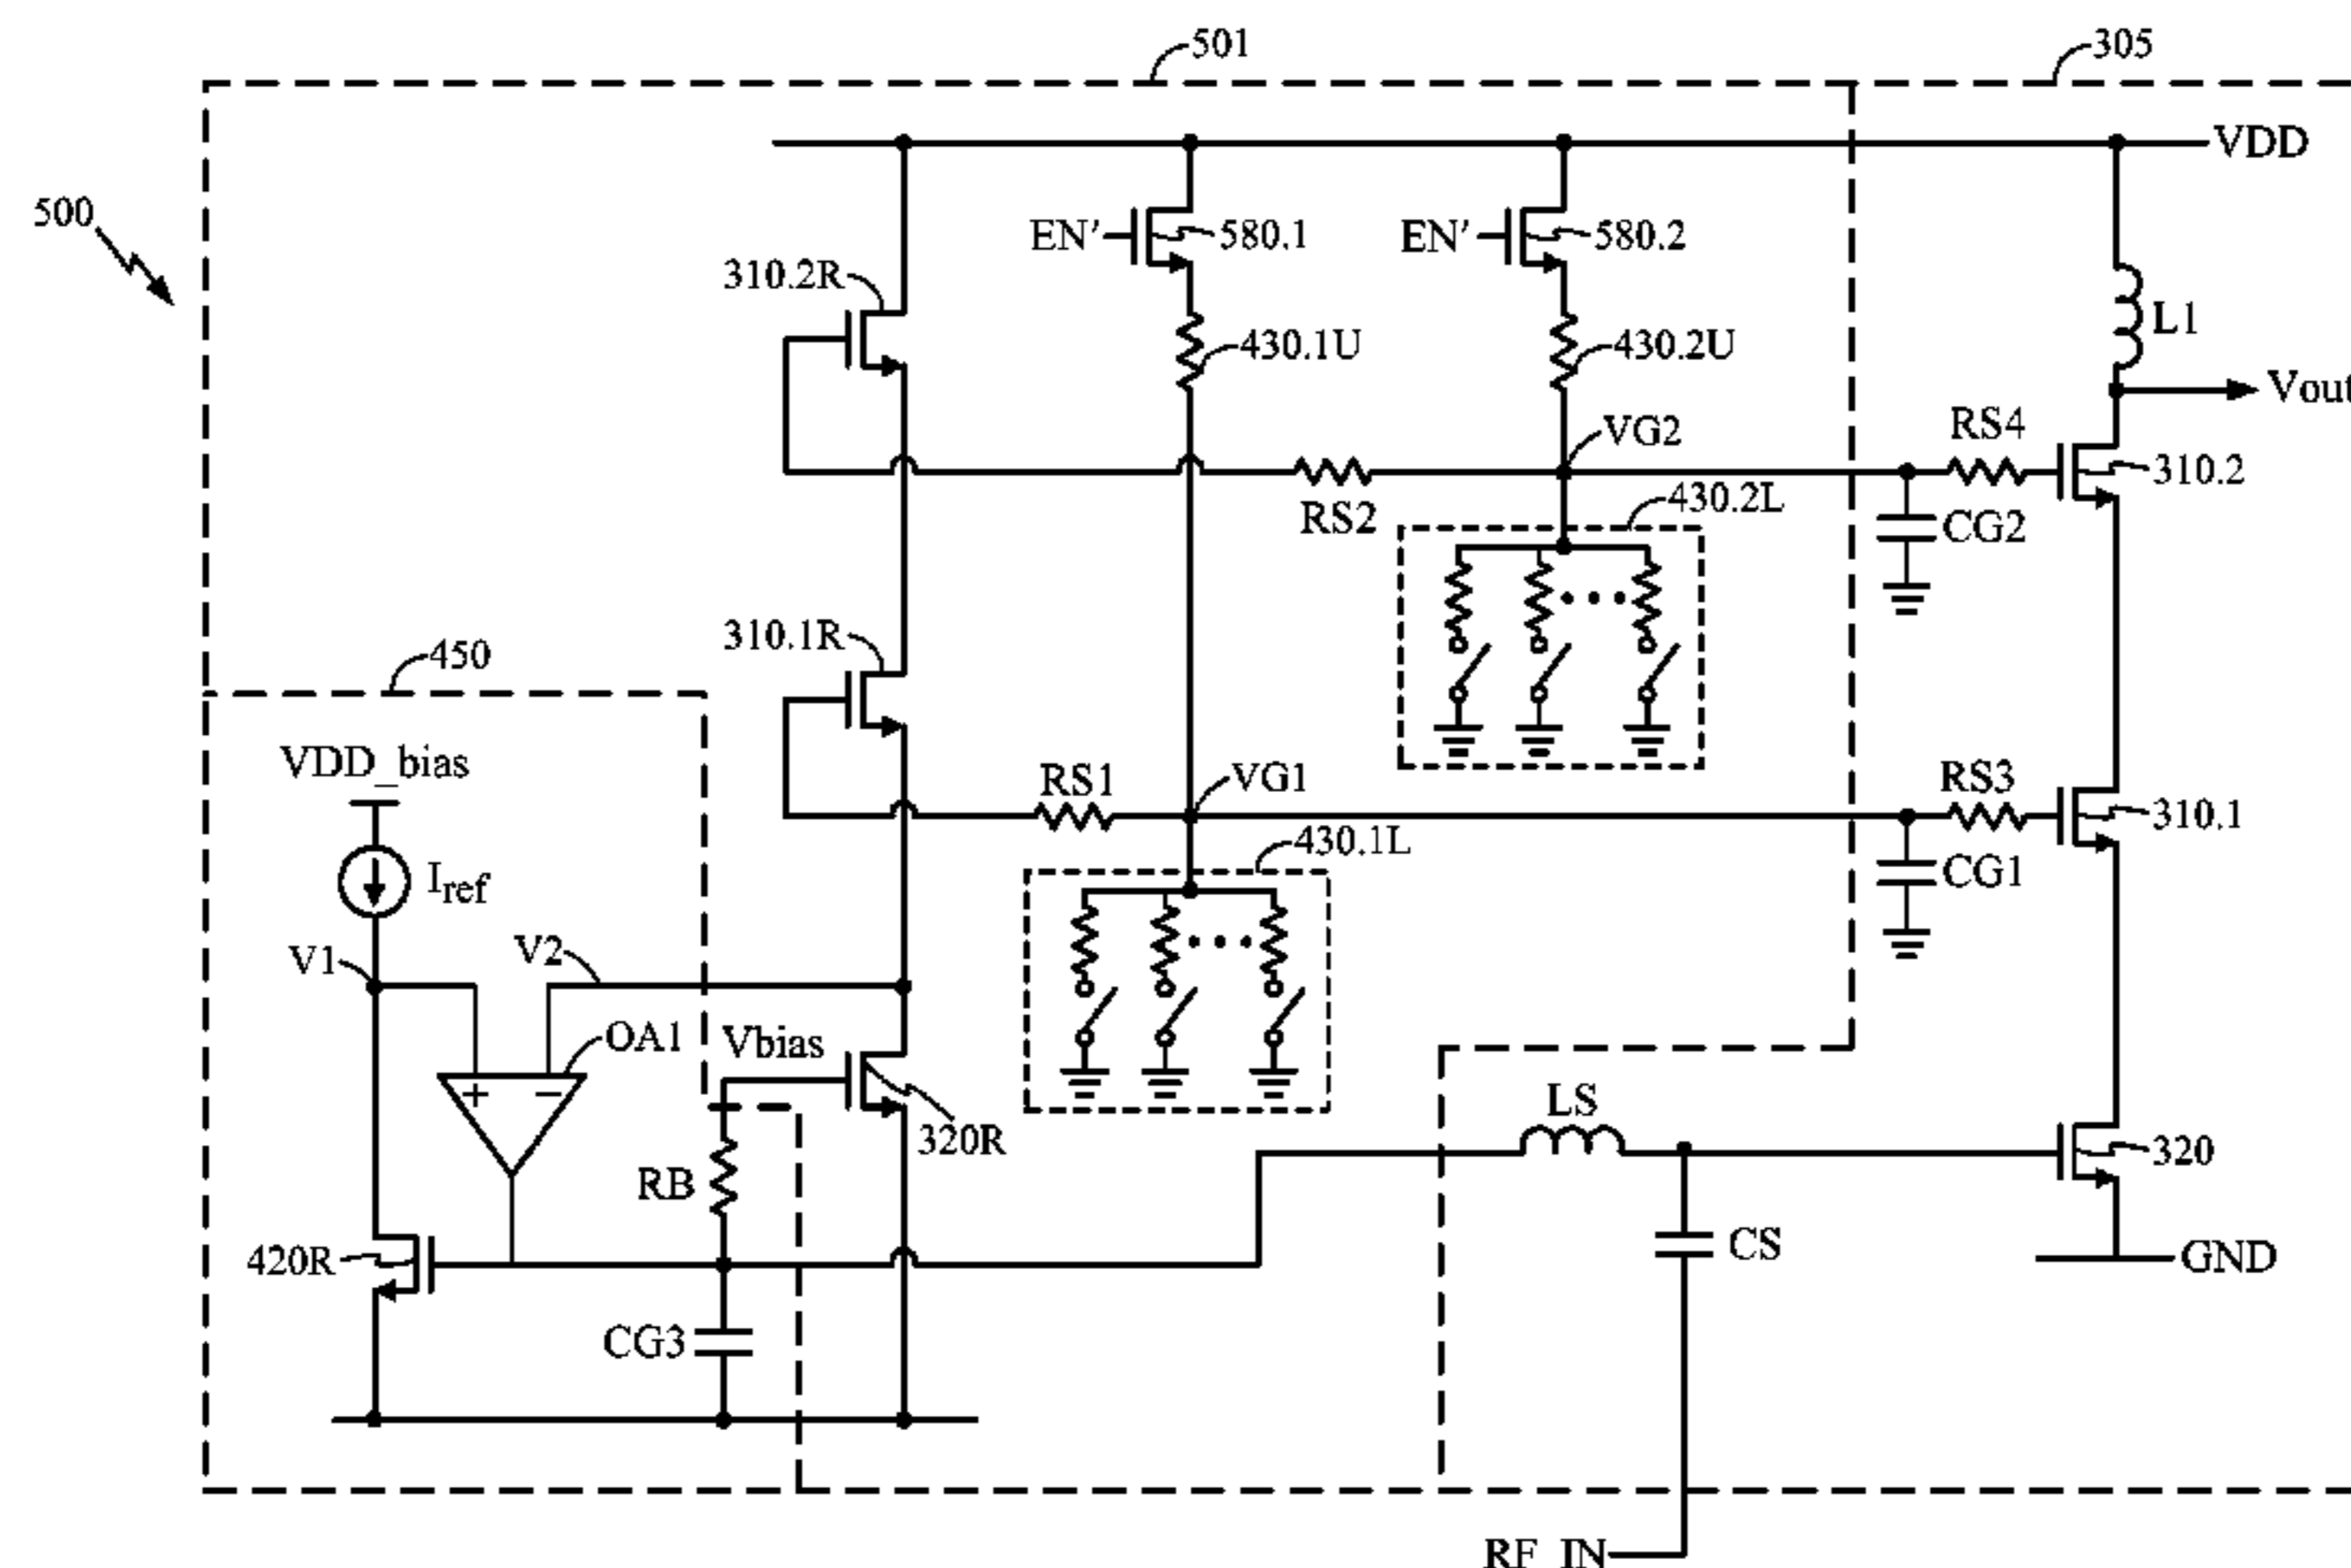 501
305
VDD
500
EN'
580.1
EN'
580.2
310.2R
430.1U
430.2U
L1
Vout
RS4
VG2
310.2
430.2L
RS2
CG2
310.1R
450
VDD_bias
RS1
VG1
RS3
310.1
430.1L
CG1
Iref
V1
V2
OA1
Vbias
+
−
LS
320R
320
RB
CS
420R
GND
CG3
RF_IN